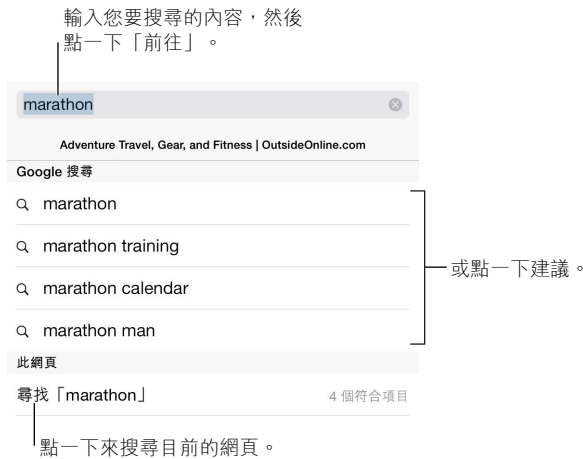 輸入您要搜尋的內容，然後
點一下「前往」。
marathon
Adventure Travel, Gear, and Fitness | OutsideOnline.com
Google 搜尋
marathon
marathon training
marathon calendar
marathon man
或點一下建議。
此網頁
尋找「marathon」 4 個符合項目
點一下來搜尋目前的網頁。